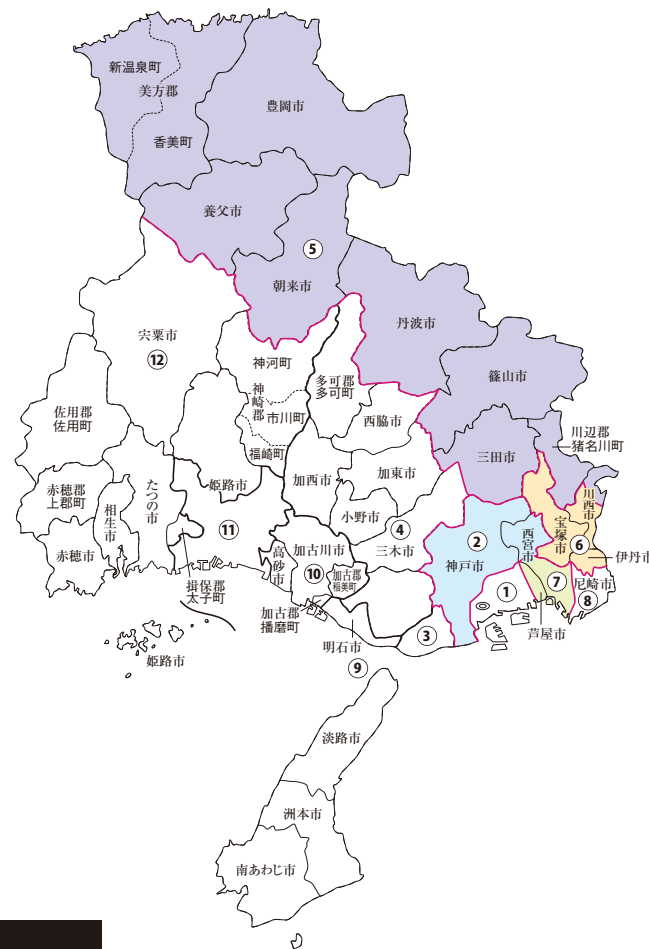 新温泉町
美方郡
香美町
豊岡市
養父市
⑤
朝来市
丹波市
篠山市
川辺郡
猪名川町
三田市
宍粟市
⑫
神河町
神崎郡
市川町
福崎町
多可郡
多可町
西脇市
佐用郡
佐用町
赤穂郡
上郡町
相生市
たつの市
赤穂市
姫路市
⑪
揖保郡
太子町
加西市
加東市
小野市
④
三木市
高砂市
加古川市
⑩
加古郡
稲美町
加古郡
播磨町
②
神戸市
西宮市
宝塚市
川西市
⑥
伊丹市
⑦
尼崎市
⑧
①
芦屋市
③
明石市
⑨
姫路市
淡路市
洲本市
南あわじ市